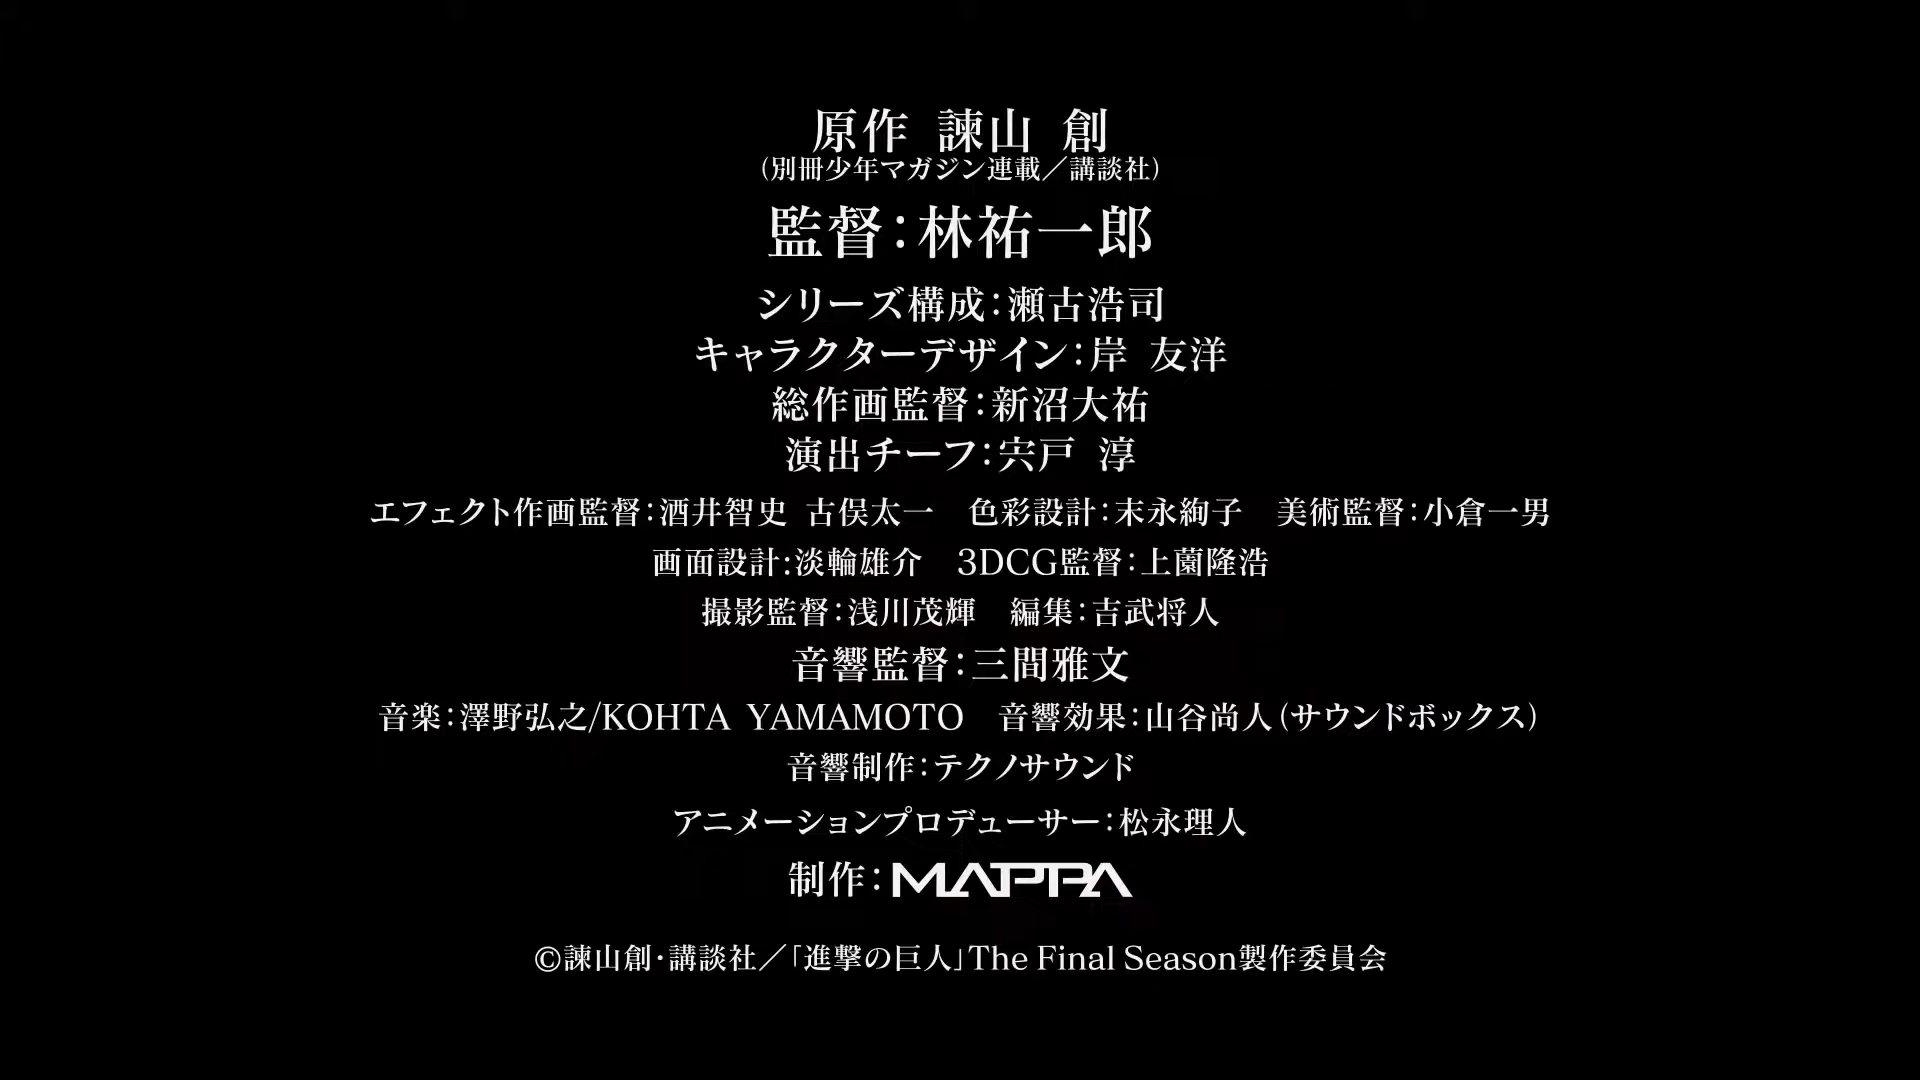 原作 諫山 創
(別冊少年マガジン連載／講談社)
監督：林祐一郎
シリーズ構成：瀬古浩司
キャラクターデザイン：岸 友洋
総作画監督：新沼大祐
演出チーフ：宍戸 淳
エフェクト作画監督：酒井智史 古俣太一　色彩設計：末永絢子　美術監督：小倉一男
画面設計：淡輪雄介　3DCG監督：上薗隆浩
撮影監督：浅川茂輝　編集：吉武将人
音響監督：三間雅文
音楽：澤野弘之/KOHTA YAMAMOTO　音響効果：山谷尚人(サウンドボックス)
音響制作：テクノサウンド
アニメーションプロデューサー：松永理人
制作：MAPPA
©諫山創・講談社／「進撃の巨人」The Final Season製作委員会